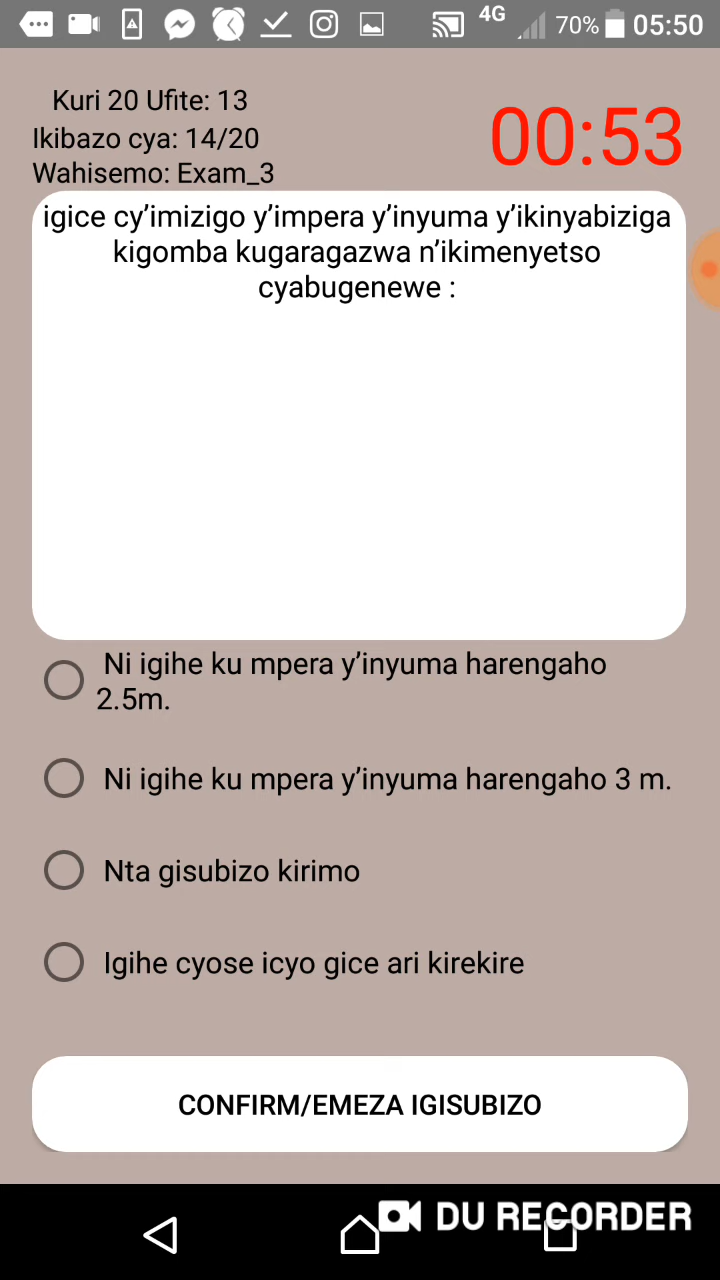 4G
70%
05:50
Kuri 20 Ufite: 13
Ikibazo cya: 14/20
Wahisemo: Exam_3
00:53
igice cy’imizigo y’impera y’inyuma y’ikinyabiziga
kigomba kugaragazwa n’ikimenyetso
cyabugenewe :
Ni igihe ku mpera y’inyuma harengaho
2.5m.
Ni igihe ku mpera y’inyuma harengaho 3 m.
Nta gisubizo kirimo
Igihe cyose icyo gice ari kirekire
CONFIRM/EMEZA IGISUBIZO
DU RECORDER